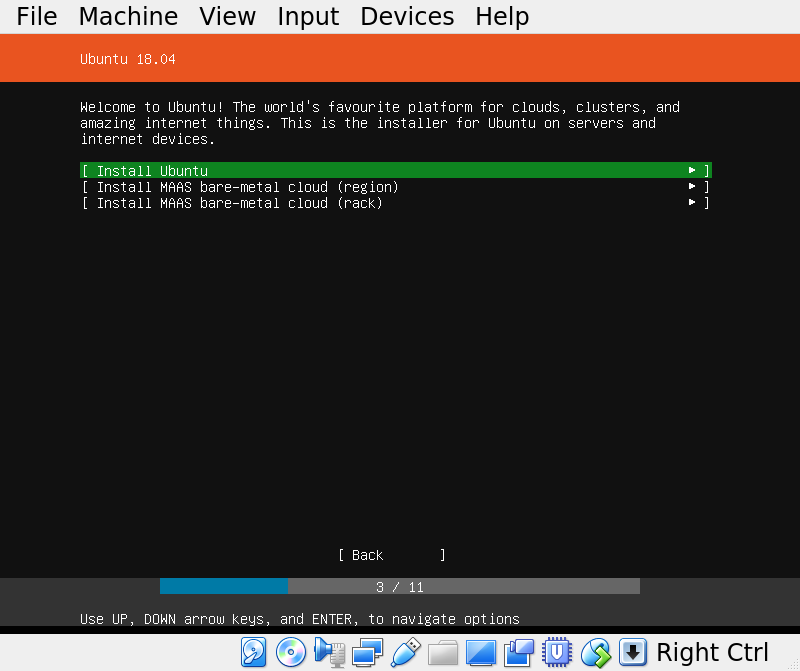 File Machine View Input Devices Help
Ubuntu 18.04
Welcome to Ubuntu! The world's favourite platform for clouds, clusters, and
amazing internet things. This is the installer for Ubuntu on servers and
internet devices.
[ Install Ubuntu ▸ ]
[ Install MAAS bare-metal cloud (region) ▸ ]
[ Install MAAS bare-metal cloud (rack) ▸ ]
[ Back ]
3 / 11
Use UP, DOWN arrow keys, and ENTER, to navigate options
Right Ctrl